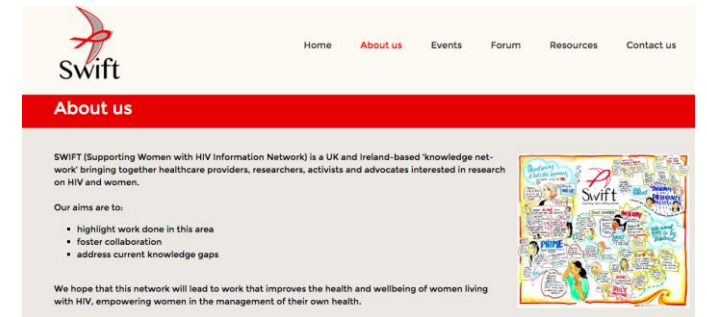 Swift
Home About us Events Forum Resources Contact us
About us
SWIFT (Supporting Women with HIV Information Network) is a UK and Ireland-based 'knowledge net-
work' bringing together healthcare providers, researchers, activists and advocates interested in research
on HIV and women.
Our aims are to:
highlight work done in this area
foster collaboration
address current knowledge gaps
We hope that this network will lead to work that improves the health and wellbeing of women living
with HIV, empowering women in the management of their own health.
Swift
PRIME